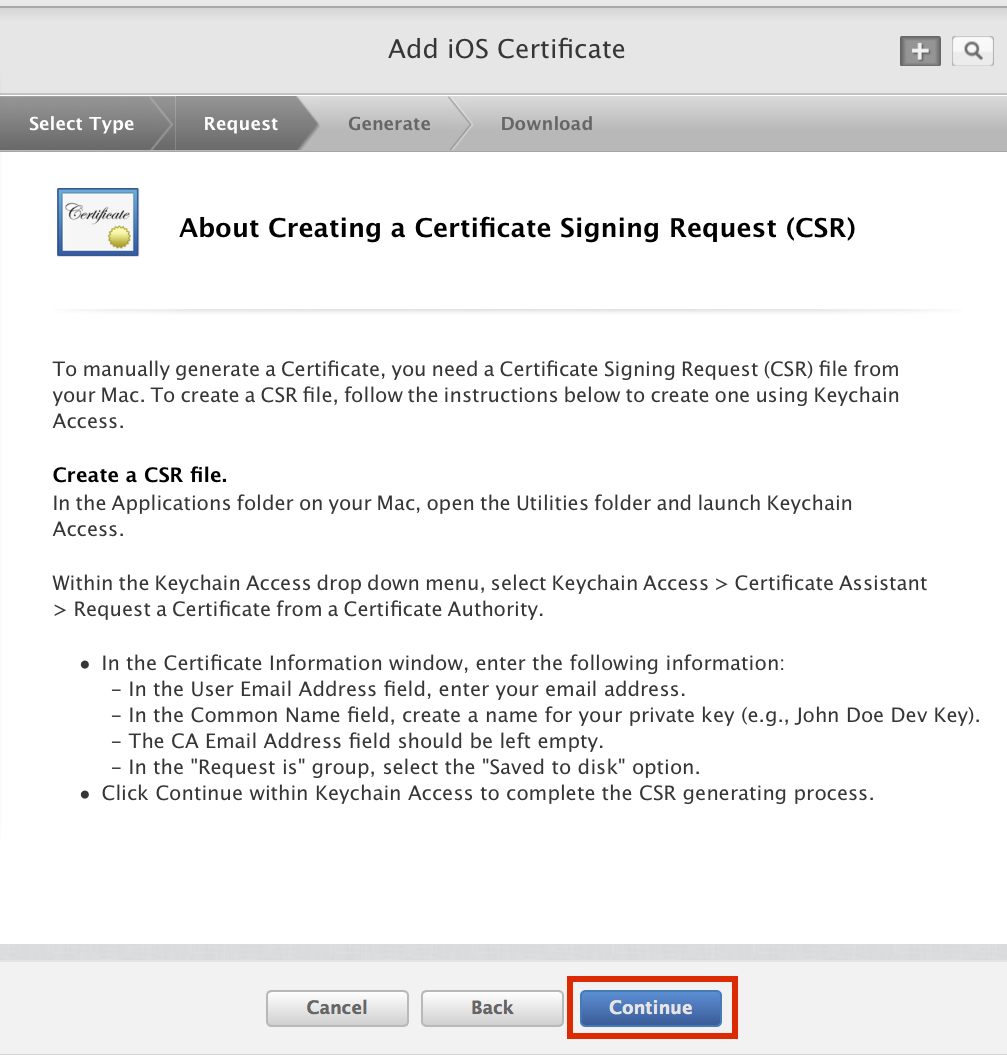 Add iOS Certificate
Select Type
Request
Generate
Download
Certificate
About Creating a Certificate Signing Request (CSR)
To manually generate a Certificate, you need a Certificate Signing Request (CSR) file from
your Mac. To create a CSR file, follow the instructions below to create one using Keychain
Access.
Create a CSR file.
In the Applications folder on your Mac, open the Utilities folder and launch Keychain
Access.
Within the Keychain Access drop down menu, select Keychain Access > Certificate Assistant
> Request a Certificate from a Certificate Authority.
● In the Certificate Information window, enter the following information:
– In the User Email Address field, enter your email address.
– In the Common Name field, create a name for your private key (e.g., John Doe Dev Key).
– The CA Email Address field should be left empty.
– In the "Request is" group, select the "Saved to disk" option.
● Click Continue within Keychain Access to complete the CSR generating process.
Cancel
Back
Continue